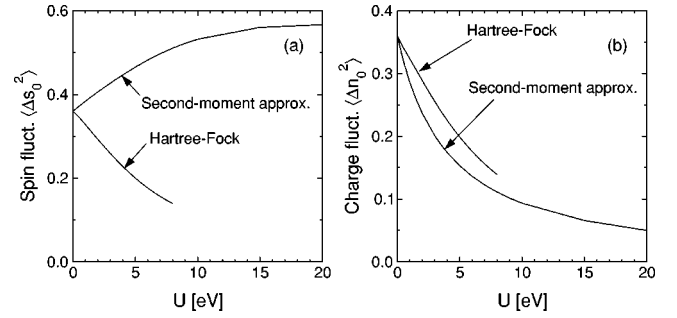 0.6
0.4
0.2
0.0
Spin fluct. ⟨Δs₀²⟩
(a)
Second-moment approx.
Hartree-Fock
0 5 10 15 20
U [eV]
0.4
0.3
0.2
0.1
0.0
Charge fluct. ⟨Δn₀²⟩
(b)
Hartree-Fock
Second-moment approx.
0 5 10 15 20
U [eV]